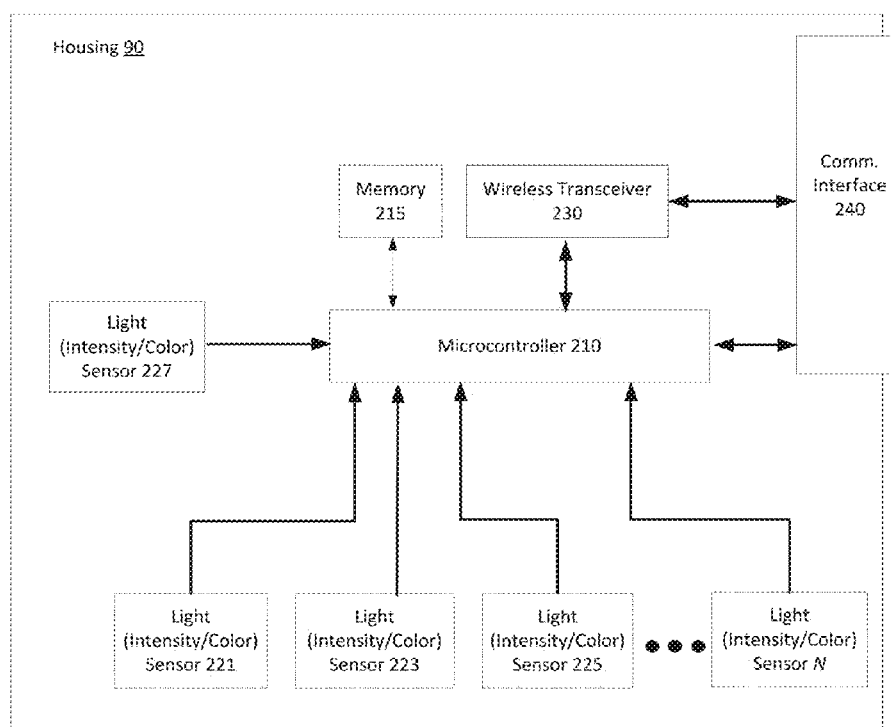 Housing 90
Comm.
Interface
240
Memory
215
Wireless Transceiver
230
Light
(Intensity/Color)
Sensor 227
Microcontroller 210
Light
(Intensity/Color)
Sensor 221
Light
(Intensity/Color)
Sensor 223
Light
(Intensity/Color)
Sensor 225
Light
(Intensity/Color)
Sensor N